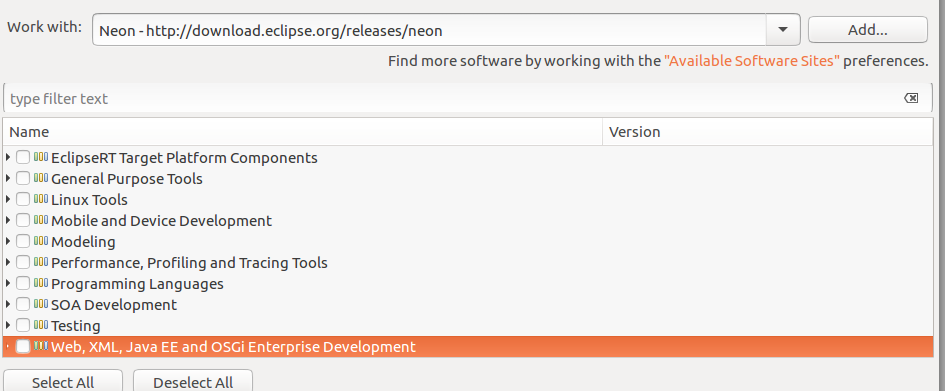 Work with: Neon - http://download.eclipse.org/releases/neon Add...
Find more software by working with the "Available Software Sites" preferences.
type filter text
Name Version
EclipseRT Target Platform Components
General Purpose Tools
Linux Tools
Mobile and Device Development
Modeling
Performance, Profiling and Tracing Tools
Programming Languages
SOA Development
Testing
Web, XML, Java EE and OSGi Enterprise Development
Select All Deselect All